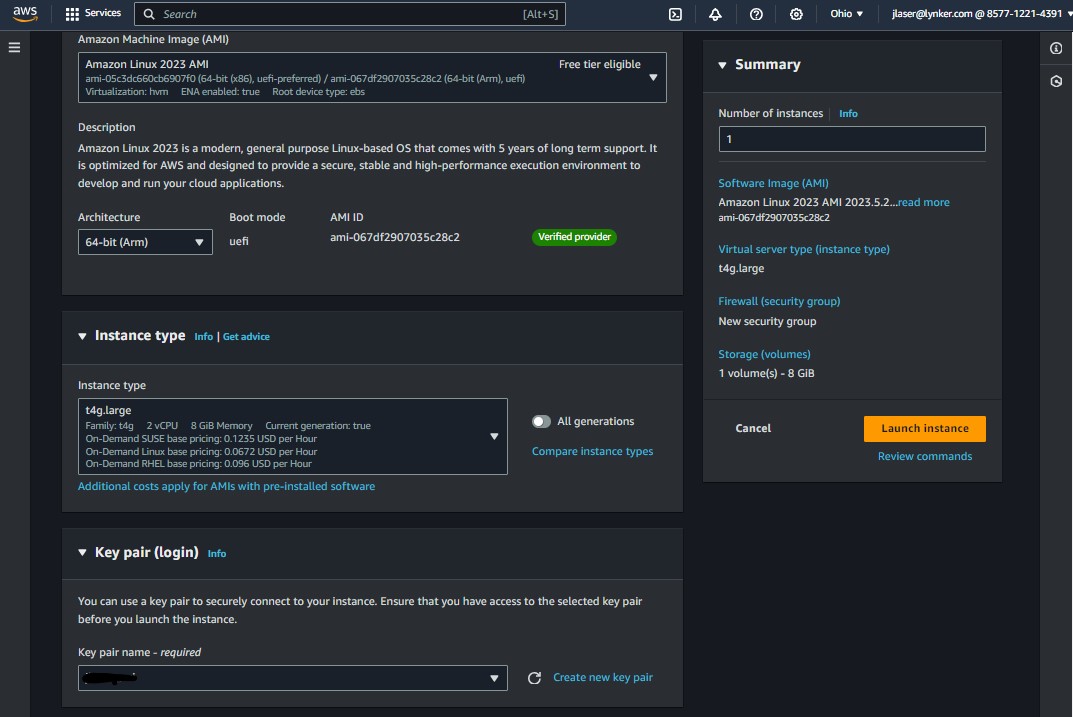 aws
Services
Search
[Alt+S]
Ohio
jlaser@lynker.com @ 8577-1221-4391
Amazon Machine Image (AMI)
Amazon Linux 2023 AMI
Free tier eligible
ami-05c3dc660cb6907f0 (64-bit (x86), uefi-preferred) / ami-067df2907035c28c2 (64-bit (Arm), uefi)
Virtualization: hvm ENA enabled: true Root device type: ebs
Description
Amazon Linux 2023 is a modern, general purpose Linux-based OS that comes with 5 years of long term support. It
is optimized for AWS and designed to provide a secure, stable and high-performance execution environment to
develop and run your cloud applications.
Architecture
Boot mode
AMI ID
64-bit (Arm)
uefi
ami-067df2907035c28c2
Verified provider
Instance type
Info | Get advice
Instance type
t4g.large
Family: t4g 2 vCPU 8 GiB Memory Current generation: true
On-Demand SUSE base pricing: 0.1235 USD per Hour
On-Demand Linux base pricing: 0.0672 USD per Hour
On-Demand RHEL base pricing: 0.096 USD per Hour
All generations
Compare instance types
Additional costs apply for AMIs with pre-installed software
Key pair (login)
Info
You can use a key pair to securely connect to your instance. Ensure that you have access to the selected key pair
before you launch the instance.
Key pair name - required
Create new key pair
Summary
Number of instances
Info
1
Software Image (AMI)
Amazon Linux 2023 AMI 2023.5.2...read more
ami-067df2907035c28c2
Virtual server type (instance type)
t4g.large
Firewall (security group)
New security group
Storage (volumes)
1 volume(s) - 8 GiB
Cancel
Launch instance
Review commands